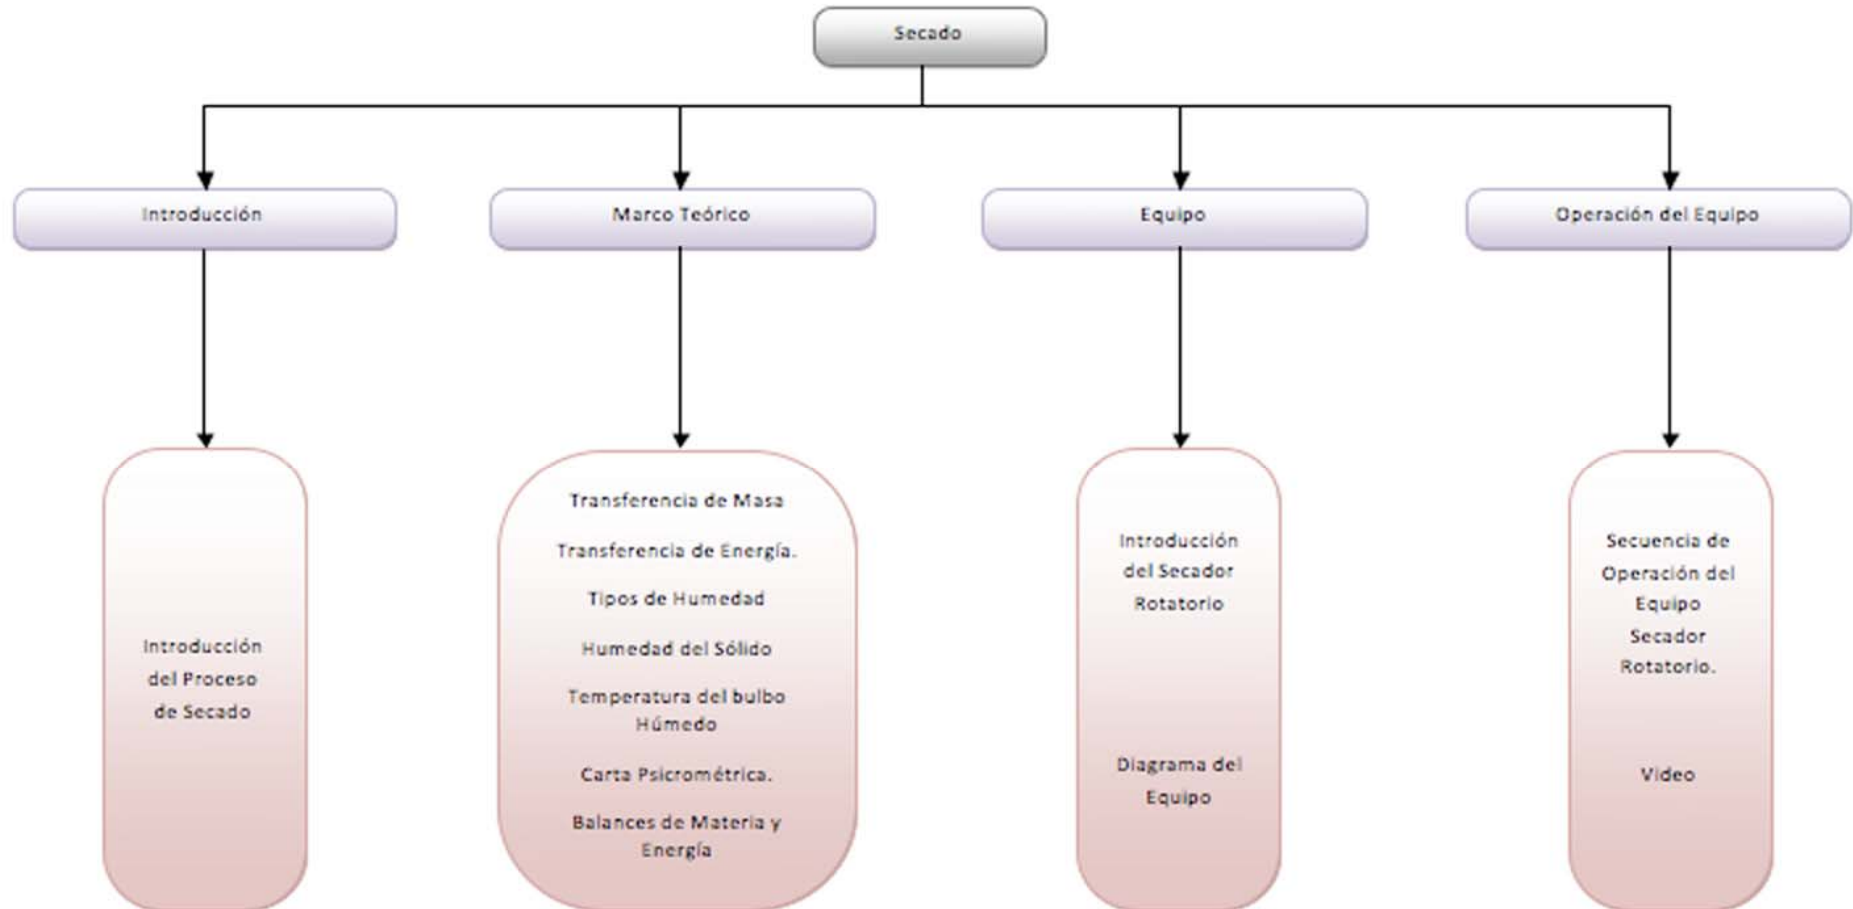 Secado
Introducción
Marco Teórico
Equipo
Operación del Equipo
Introducción
del Proceso
de Secado
Transferencia de Masa
Transferencia de Energía.
Tipos de Humedad
Humedad del Sólido
Temperatura del bulbo
Húmedo
Carta Psicrométrica.
Balances de Materia y
Energía
Introducción
del Secador
Rotatorio
Diagrama del
Equipo
Secuencia de
Operación del
Equipo
Secador
Rotatorio.
Video